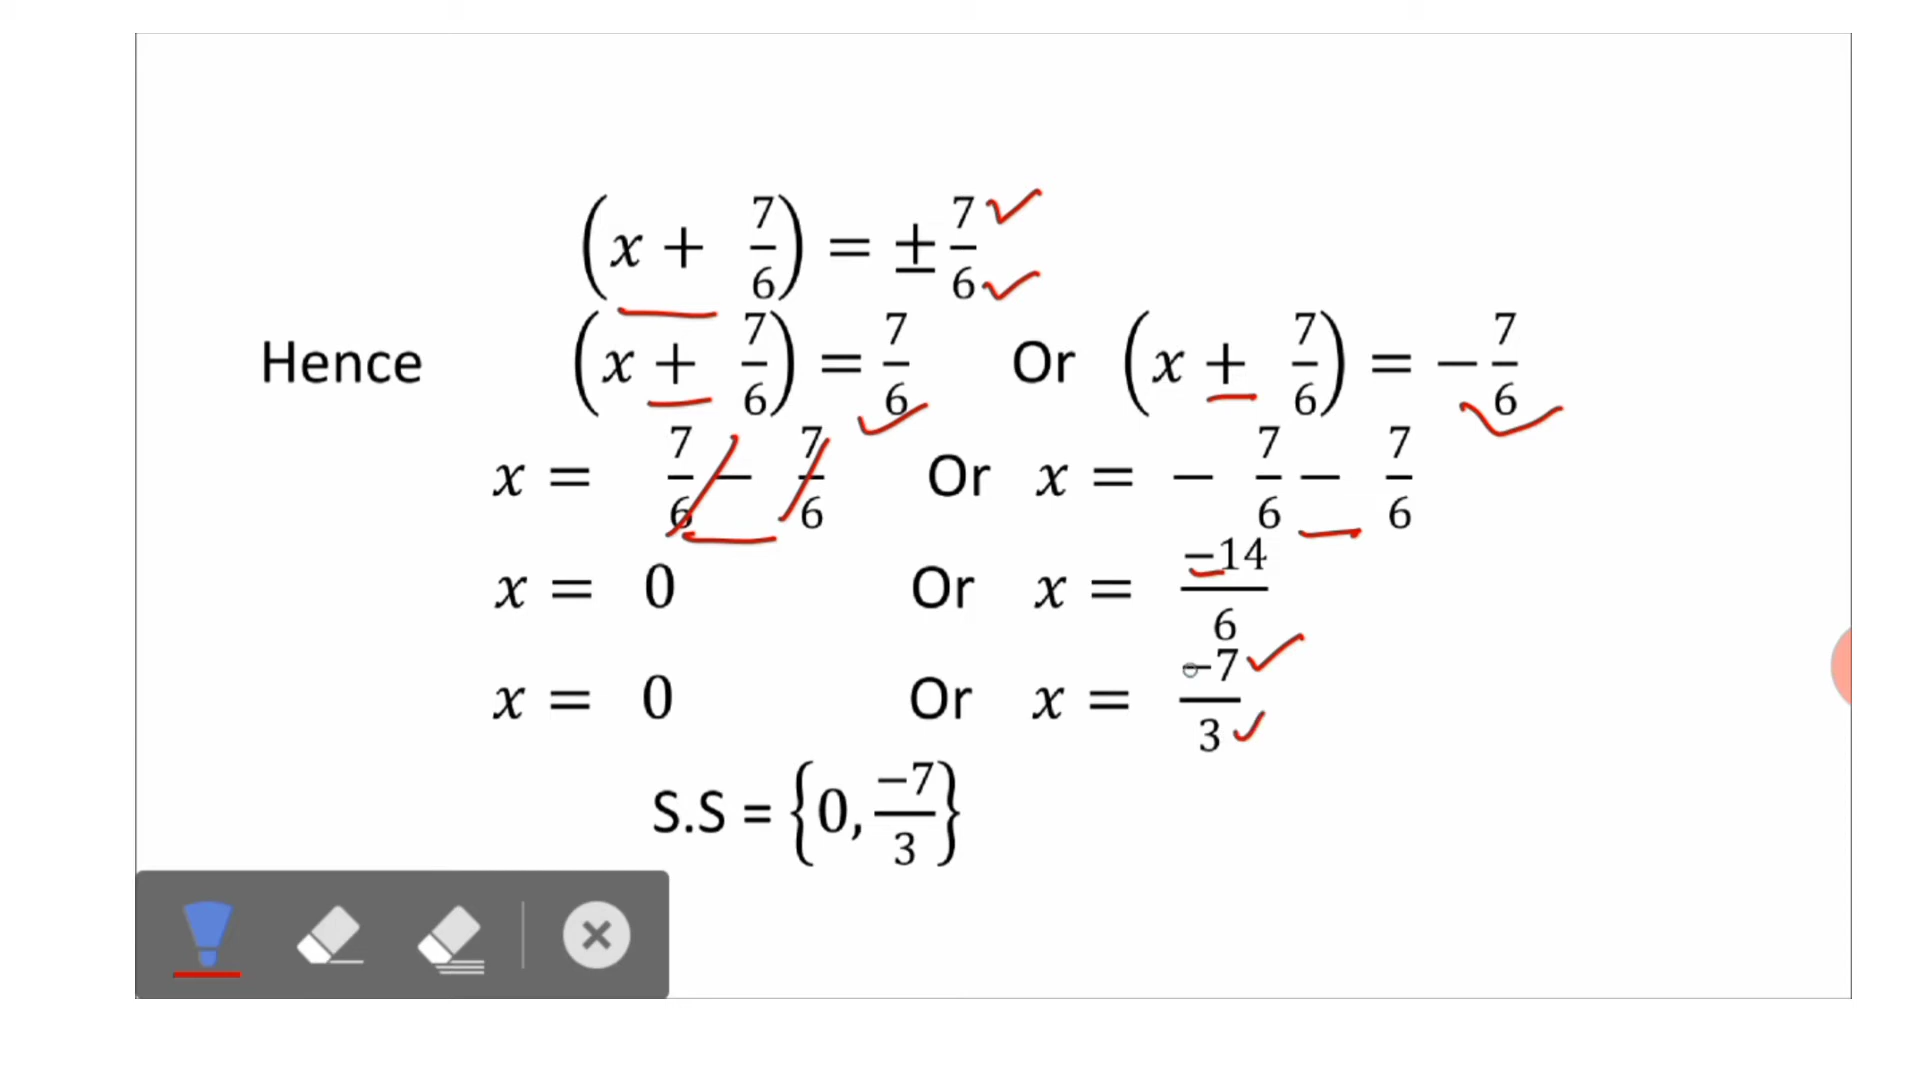 (x + 7/6) = ± 7/6
Hence (x + 7/6) = 7/6 Or (x + 7/6) = − 7/6
x = 7/6 − 7/6 Or x = − 7/6 − 7/6
x = 0 Or x = −14/6
x = 0 Or x = −7/3
S.S = {0, −7/3}